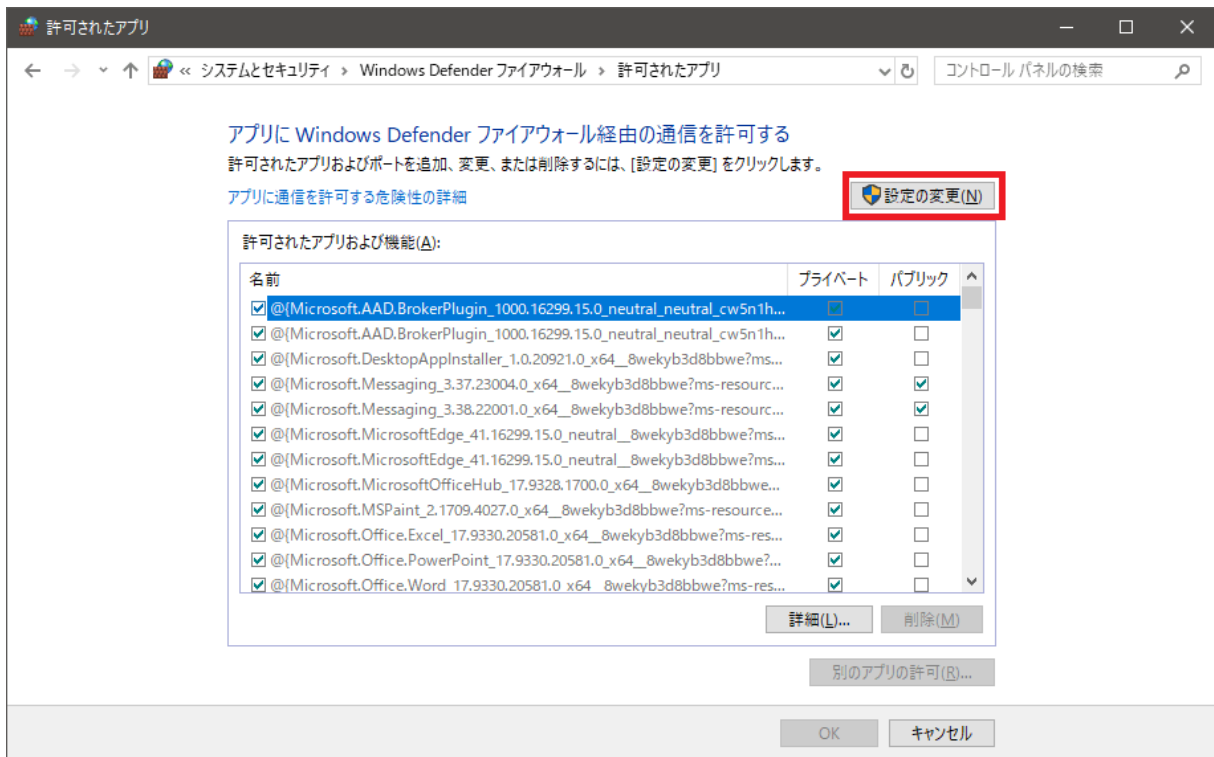 許可されたアプリ
« システムとセキュリティ › Windows Defender ファイアウォール › 許可されたアプリ
コントロール パネルの検索
アプリに Windows Defender ファイアウォール経由の通信を許可する
許可されたアプリおよびポートを追加、変更、または削除するには、[設定の変更] をクリックします。
アプリに通信を許可する危険性の詳細
設定の変更(N)
許可されたアプリおよび機能(A):
名前 プライベート パブリック
@{Microsoft.AAD.BrokerPlugin_1000.16299.15.0_neutral_neutral_cw5n1h...
@{Microsoft.AAD.BrokerPlugin_1000.16299.15.0_neutral_neutral_cw5n1h...
@{Microsoft.DesktopAppInstaller_1.0.20921.0_x64__8wekyb3d8bbwe?ms...
@{Microsoft.Messaging_3.37.23004.0_x64__8wekyb3d8bbwe?ms-resourc...
@{Microsoft.Messaging_3.38.22001.0_x64__8wekyb3d8bbwe?ms-resourc...
@{Microsoft.MicrosoftEdge_41.16299.15.0_neutral__8wekyb3d8bbwe?ms...
@{Microsoft.MicrosoftEdge_41.16299.15.0_neutral__8wekyb3d8bbwe?ms...
@{Microsoft.MicrosoftOfficeHub_17.9328.1700.0_x64__8wekyb3d8bbwe...
@{Microsoft.MSPaint_2.1709.4027.0_x64__8wekyb3d8bbwe?ms-resource...
@{Microsoft.Office.Excel_17.9330.20581.0_x64__8wekyb3d8bbwe?ms-res...
@{Microsoft.Office.PowerPoint_17.9330.20581.0_x64__8wekyb3d8bbwe?...
@{Microsoft.Office.Word_17.9330.20581.0_x64__8wekyb3d8bbwe?ms-res...
詳細(L)... 削除(M)
別のアプリの許可(R)...
OK キャンセル